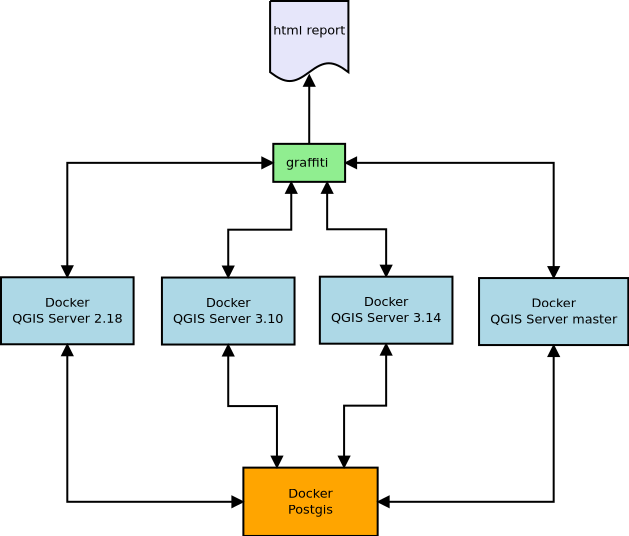 html report
graffiti
Docker
QGIS Server 2.18
Docker
QGIS Server 3.10
Docker
QGIS Server 3.14
Docker
QGIS Server master
Docker
Postgis